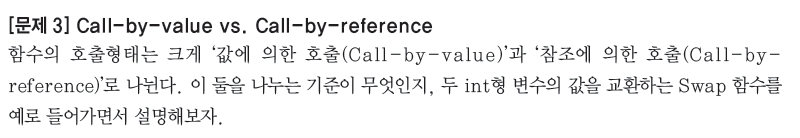 [문제 3] Call-by-value vs. Call-by-reference
함수의 호출형태는 크게 '값에 의한 호출(Call-by-value)'과 '참조에 의한 호출(Call-by-
reference)'로 나뉜다. 이 둘을 나누는 기준이 무엇인지, 두 int형 변수의 값을 교환하는 Swap 함수를
예로 들어가면서 설명해보자.